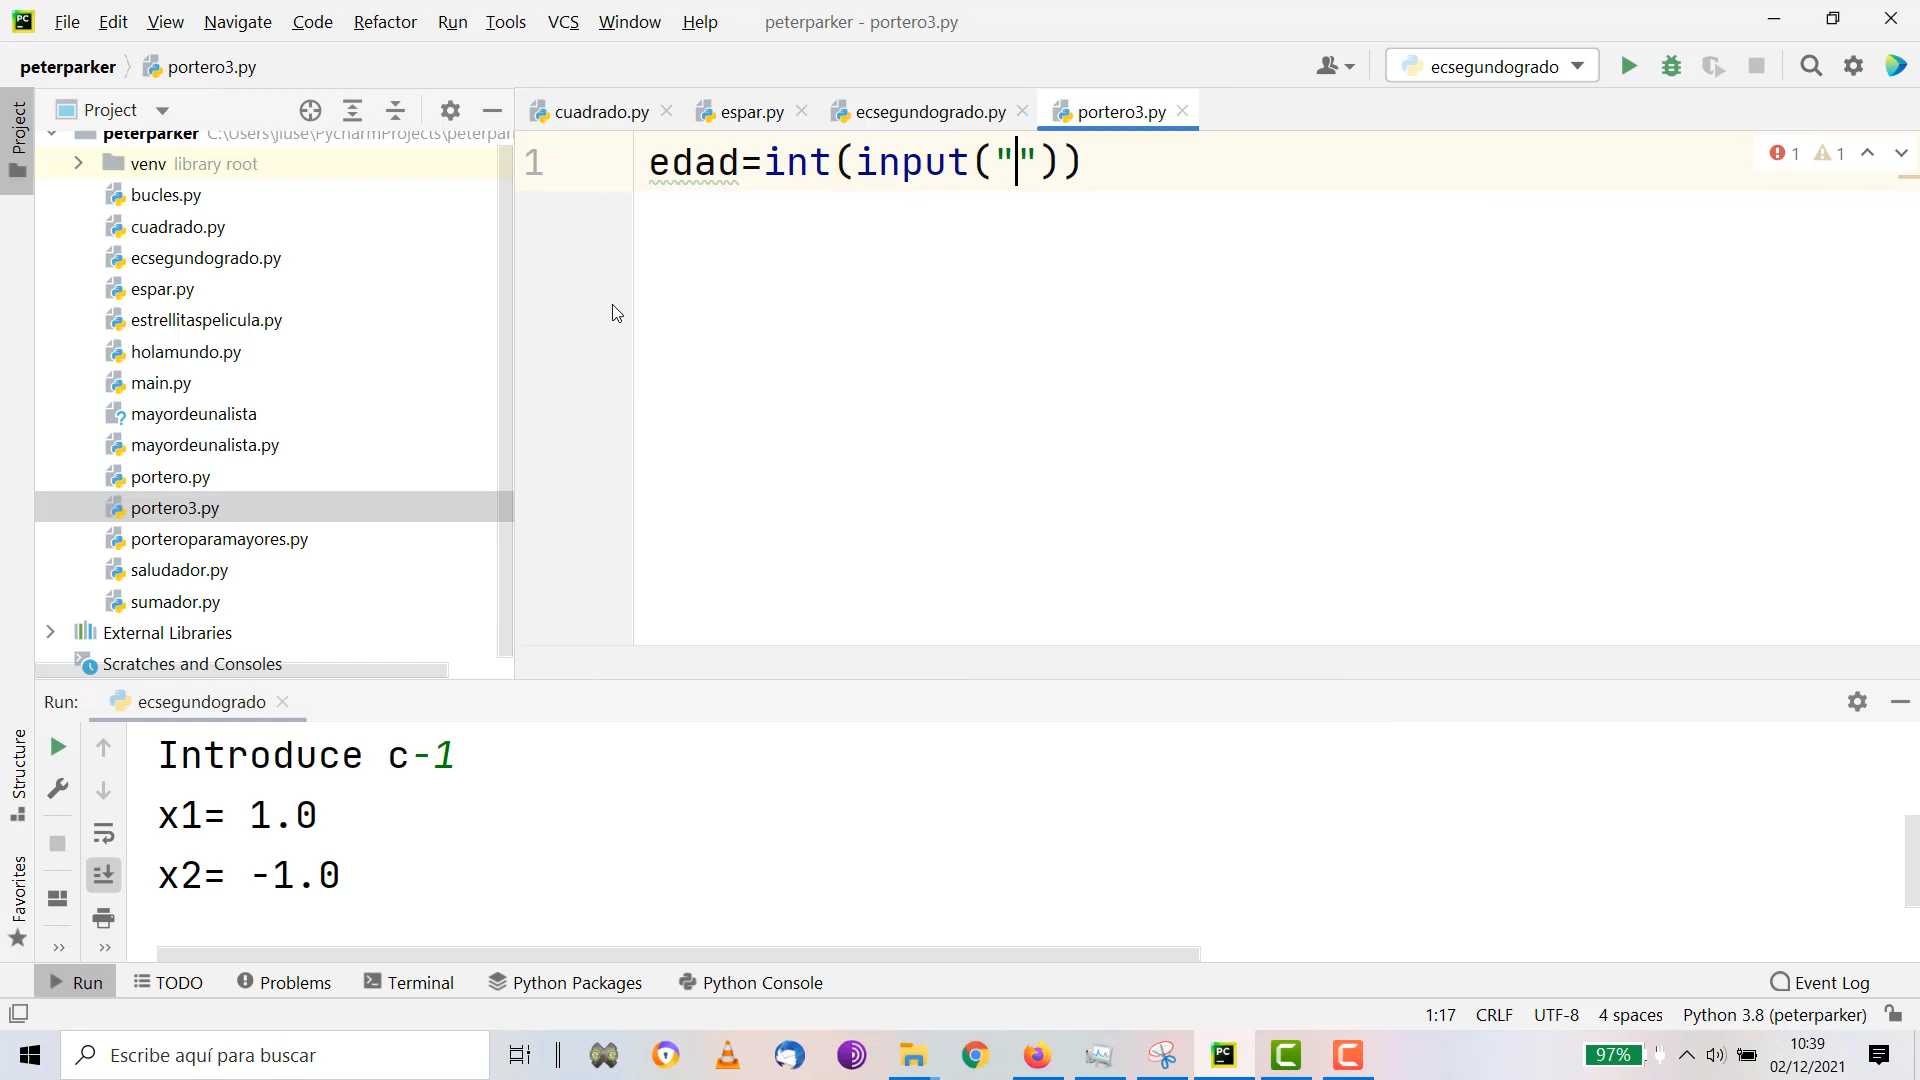 File Edit View Navigate Code Refactor Run Tools VCS Window Help peterparker - portero3.py
peterparker portero3.py ecsegundogrado
Project cuadrado.py espar.py ecsegundogrado.py portero3.py
peterparker C:\Users\jluse\PycharmProjects\peterpar
venv library root
bucles.py
cuadrado.py
ecsegundogrado.py
espar.py
estrellitaspelicula.py
holamundo.py
main.py
mayordeunalista
mayordeunalista.py
portero.py
portero3.py
porteroparamayores.py
saludador.py
sumador.py
External Libraries
Scratches and Consoles
1 edad=int(input(""))
1 1
Project
Structure
Favorites
Run: ecsegundogrado
Introduce c-1
x1= 1.0
x2= -1.0
Run TODO Problems Terminal Python Packages Python Console Event Log
1:17 CRLF UTF-8 4 spaces Python 3.8 (peterparker)
Escribe aquí para buscar
97%
10:39
02/12/2021